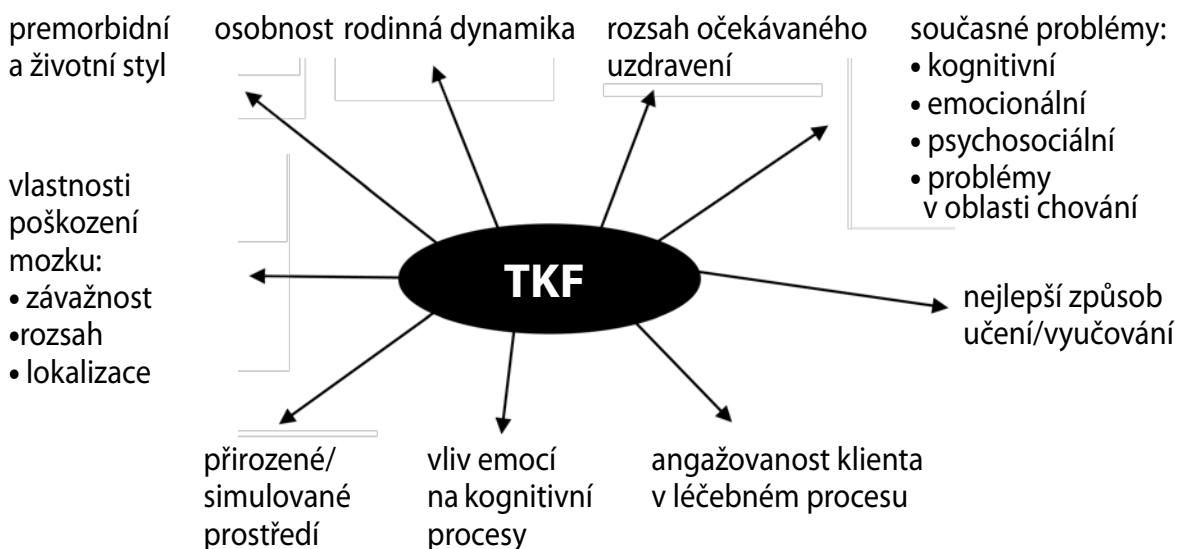 premorbidní osobnost
a životní styl
rodinná dynamika
rozsah očekávaného
uzdravení
současné problémy:
• kognitivní
• emocionální
• psychosociální
• problémy
v oblasti chování
vlastnosti
poškození
mozku:
• závažnost
•rozsah
• lokalizace
TKF
nejlepší způsob
učení/vyučování
přirozené/
simulované
prostředí
vliv emocí
na kognitivní
procesy
angažovanost klienta
v léčebném procesu